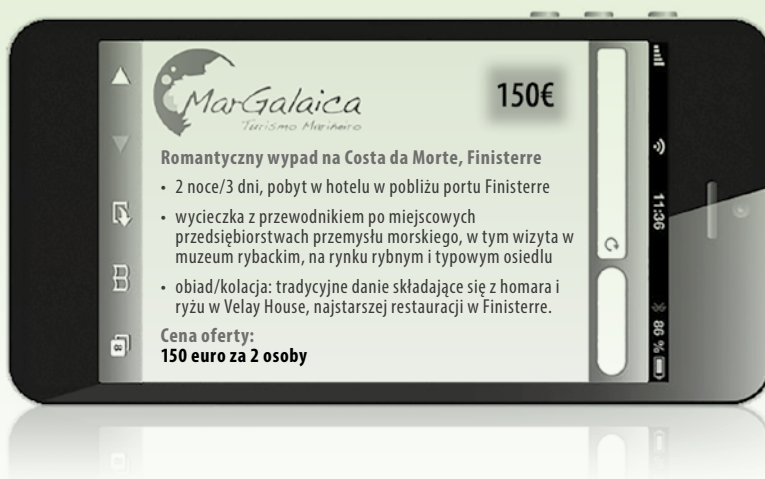 MarGalaica
Turismo Mariñeiro
150€
Romantyczny wypad na Costa da Morte, Finisterre
• 2 noce/3 dni, pobyt w hotelu w pobliżu portu Finisterre
• wycieczka z przewodnikiem po miejscowych
przedsiębiorstwach przemysłu morskiego, w tym wizyta w
muzeum rybackim, na rynku rybnym i typowym osiedlu
• obiad/kolacja: tradycyjne danie składające się z homara i
ryżu w Velay House, najstarszej restauracji w Finisterre.
Cena oferty:
150 euro za 2 osoby
11:36
86 %
8